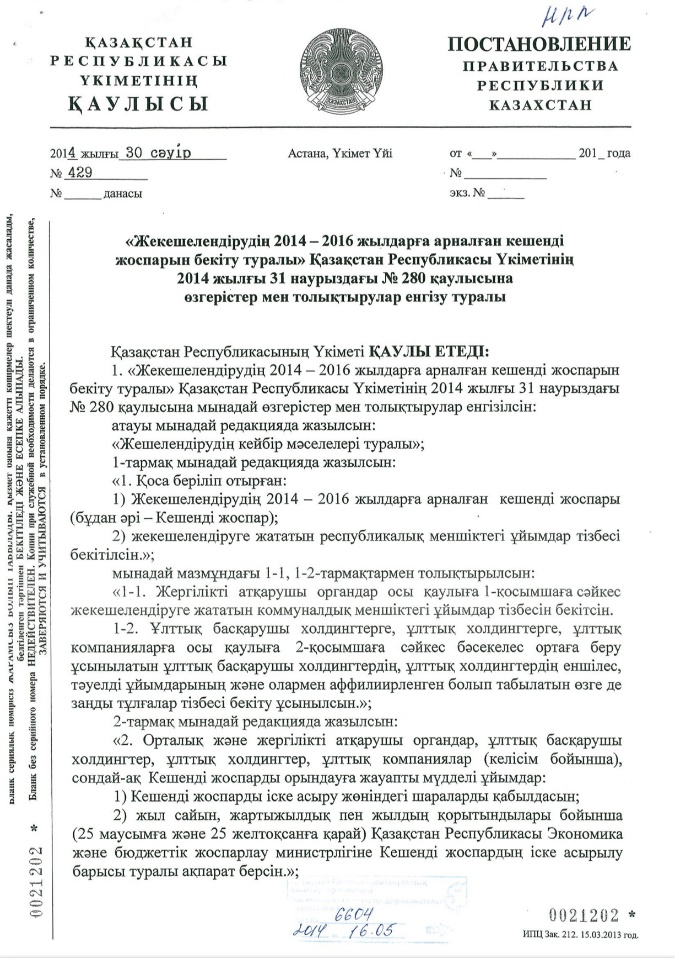 ҚАЗАҚСТАН
РЕСПУБЛИКАСЫ
ҮКІМЕТІНІҢ
ҚАУЛЫСЫ
ҚАЗАҚСТАН
ПОСТАНОВЛЕНИЕ
ПРАВИТЕЛЬСТВА
РЕСПУБЛИКИ
КАЗАХСТАН
2014 жылғы 30 сәуір
№ 429
№ ______ данасы
Астана, Үкімет Үйі
от «___»____________ 201_ года
№ ____________
экз. № ______
«Жекешелендірудің 2014 – 2016 жылдарға арналған кешенді
жоспарын бекіту туралы» Қазақстан Республикасы Үкіметінің
2014 жылғы 31 наурыздағы № 280 қаулысына
өзгерістер мен толықтырулар енгізу туралы
Қазақстан Республикасының Үкіметі ҚАУЛЫ ЕТЕДІ:
1. «Жекешелендірудің 2014 – 2016 жылдарға арналған кешенді жоспарын
бекіту туралы» Қазақстан Республикасы Үкіметінің 2014 жылғы 31 наурыздағы
№ 280 қаулысына мынадай өзгерістер мен толықтырулар енгізілсін:
атауы мынадай редакцияда жазылсын:
«Жешелендірудің кейбір мәселелері туралы»;
1-тармақ мынадай редакцияда жазылсын:
«1. Қоса беріліп отырған:
1) Жекешелендірудің 2014 – 2016 жылдарға арналған кешенді жоспары
(бұдан әрі – Кешенді жоспар);
2) жекешелендіруге жататын республикалық меншіктегі ұйымдар тізбесі
бекітілсін.»;
мынадай мазмұндағы 1-1, 1-2-тармақтармен толықтырылсын:
«1-1. Жергілікті атқарушы органдар осы қаулыға 1-қосымшаға сәйкес
жекешелендіруге жататын коммуналдық меншіктегі ұйымдар тізбесін бекітсін.
1-2. Ұлттық басқарушы холдингтерге, ұлттық холдингтерге, ұлттық
компанияларға осы қаулыға 2-қосымшаға сәйкес бәсекелес ортаға беру
ұсынылатын ұлттық басқарушы холдингтердің, ұлттық холдингтердің еншілес,
тәуелді ұйымдарының және олармен аффилиирленген болып табылатын өзге де
заңды тұлғалар тізбесі бекіту ұсынылсын.»;
2-тармақ мынадай редакцияда жазылсын:
«2. Орталық және жергілікті атқарушы органдар, ұлттық басқарушы
холдингтер, ұлттық холдингтер, ұлттық компаниялар (келісім бойынша),
сондай-ақ Кешенді жоспарды орындауға жауапты мүдделі ұйымдар:
1) Кешенді жоспарды іске асыру жөніндегі шараларды қабылдасын;
2) жыл сайын, жартыжылдық пен жылдың қорытындылары бойынша
(25 маусымға және 25 желтоқсанға қарай) Қазақстан Республикасы Экономика
және бюджеттік жоспарлау министрлігіне Кешенді жоспардың іске асырылу
барысы туралы ақпарат берсін.»;
белгіленген тәртіппен БЕКІТІЛЕДІ ЖӘНЕ ЕСЕПКЕ АЛЫНАДЫ.
Бланк без серийного номера НЕДЕЙСТВИТЕЛЕН. Копии при служебной необходимости делаются в ограниченном количестве,
ЗАВЕРЯЮТСЯ И УЧИТЫВАЮТСЯ в установленном порядке.
0021202 *
6604
2014 16.05
0021202 *
ИПЦ Зак. 212. 15.03.2013 год.